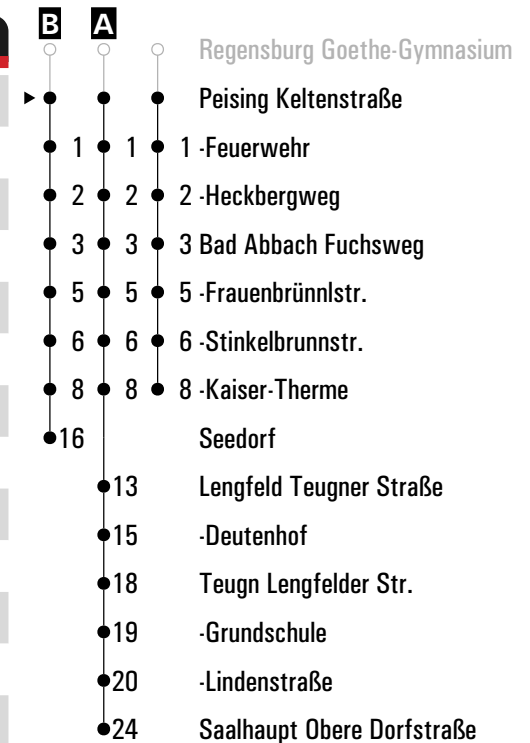 B A
Regensburg Goethe-Gymnasium
Peising Keltenstraße
1 1 1 -Feuerwehr
2 2 2 -Heckbergweg
3 3 3 Bad Abbach Fuchsweg
5 5 5 -Frauenbrünnlstr.
6 6 6 -Stinkelbrunnstr.
8 8 8 -Kaiser-Therme
16 Seedorf
13 Lengfeld Teugner Straße
15 -Deutenhof
18 Teugn Lengfelder Str.
19 -Grundschule
20 -Lindenstraße
24 Saalhaupt Obere Dorfstraße